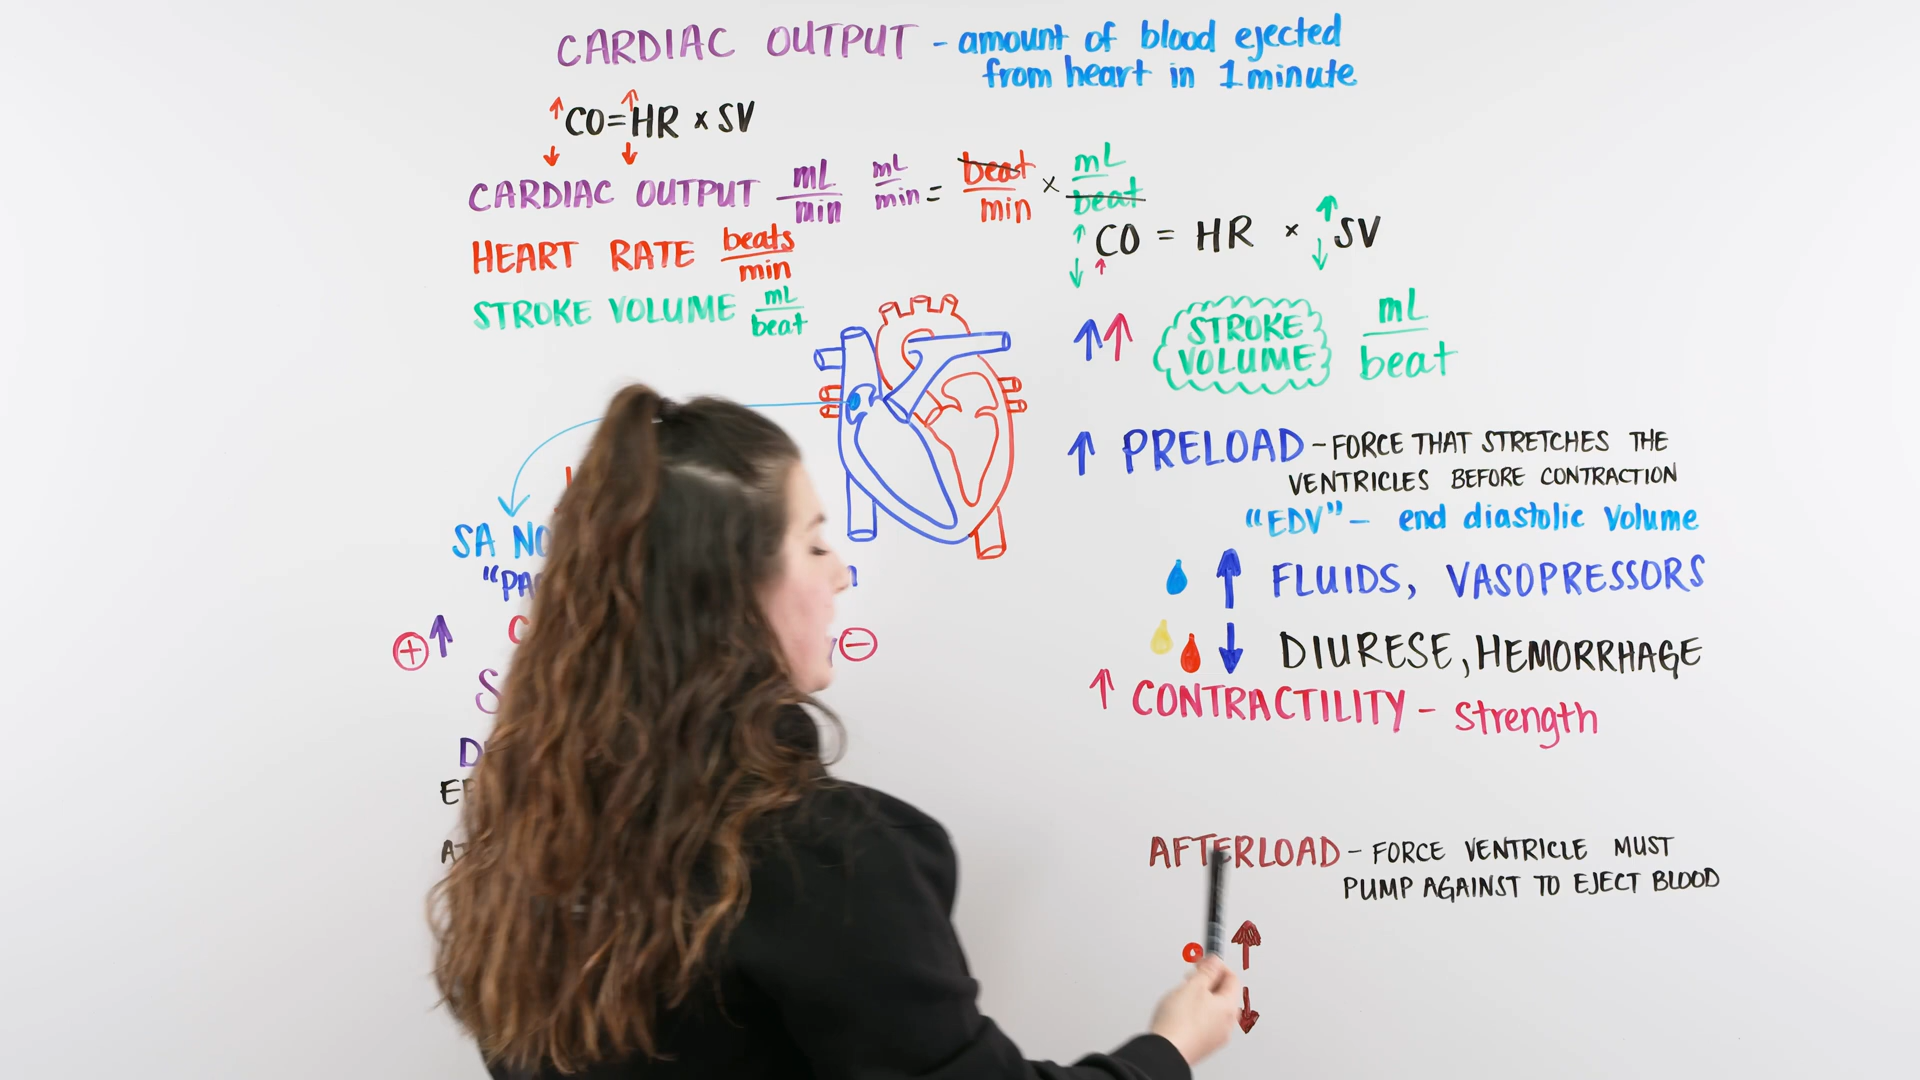 CARDIAC OUTPUT - amount of blood ejected
from heart in 1 minute
↑CO=↑HR x SV
↓ ↓
CARDIAC OUTPUT mL/min mL/min = beat/min x mL/beat
HEART RATE beats/min
STROKE VOLUME mL/beat
↑CO = HR x ↑SV
↓ ↑ ↓
↑↑ STROKE
VOLUME mL/beat
↑ PRELOAD - FORCE THAT STRETCHES THE
VENTRICLES BEFORE CONTRACTION
"EDV" - end diastolic volume
↑ FLUIDS, VASOPRESSORS
↓ DIURESE, HEMORRHAGE
↑ CONTRACTILITY - strength
AFTERLOAD - FORCE VENTRICLE MUST
PUMP AGAINST TO EJECT BLOOD
↑
↓
SA
+ ↑
-